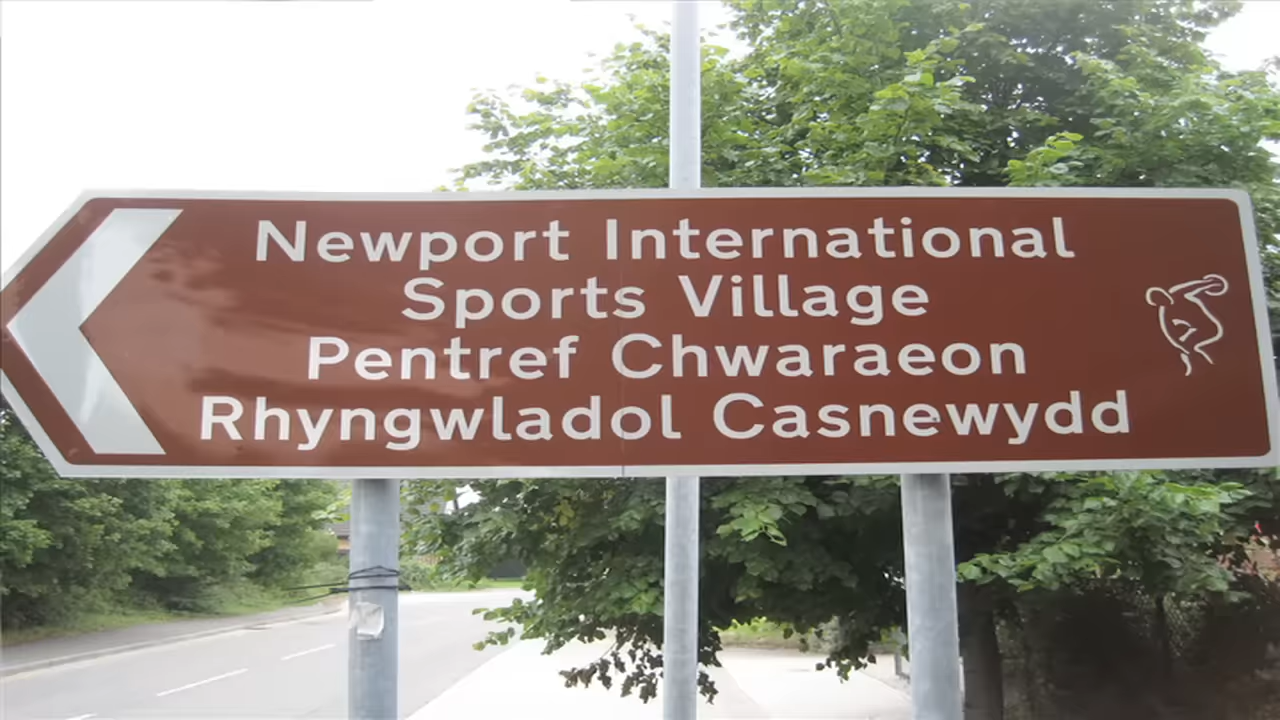 Newport International
Sports Village
Pentref Chwaraeon
Rhyngwladol Casnewydd